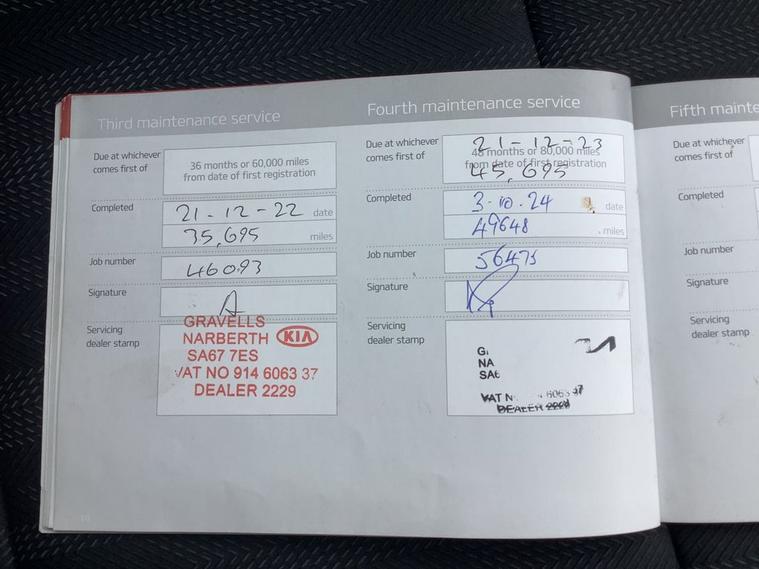 Third maintenance service
Due at whichever
comes first of
36 months or 60,000 miles
from date of first registration
Completed
21-12-22 date
35,695 miles
Job number
46093
Signature
Servicing
dealer stamp
GRAVELLS
NARBERTH KIA
SA67 7ES
VAT NO 914 6063 37
DEALER 2229
Fourth maintenance service
Due at whichever
comes first of
21-12-23
48 months or 80,000 miles
from date of first registration
45,695
Completed
3.10.24 date
49648 miles
Job number
Signature
Servicing
dealer stamp
NA
VAT N
DEALER
Fifth mainte
Due at whichever
comes first of
Completed
Job number
Signature
Servicing
dealer stamp